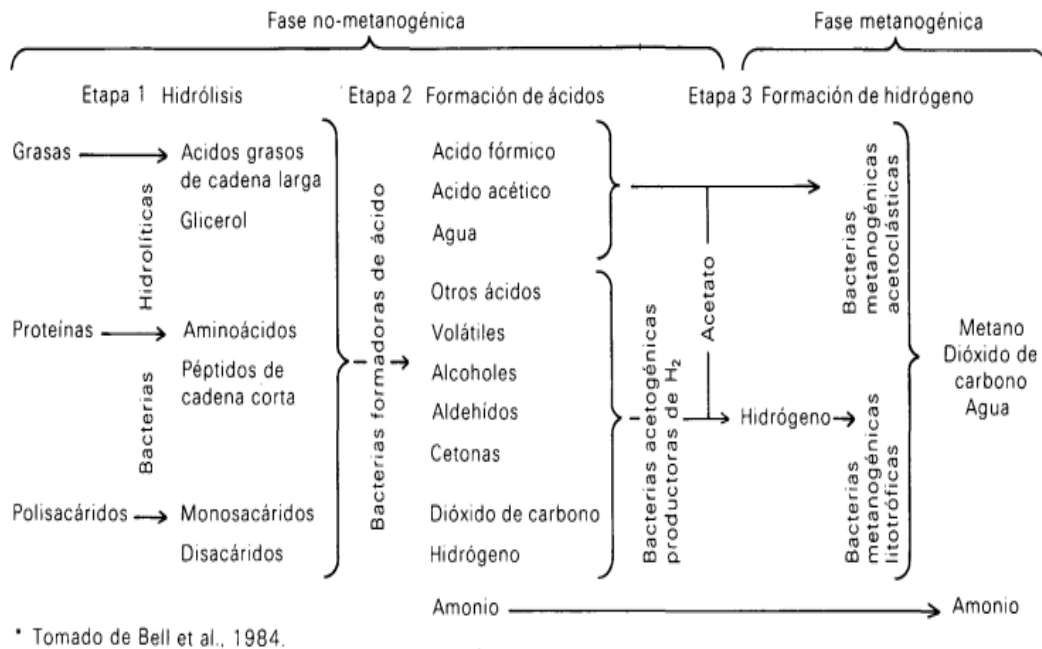 Fase no-metanogénica
Fase metanogénica
Etapa 1 Hidrólisis
Etapa 2 Formación de ácidos
Etapa 3 Formación de hidrógeno
Grasas
Acidos grasos
de cadena larga
Glicerol
Proteínas
Aminoácidos
Péptidos de
cadena corta
Polisacáridos
Monosacáridos
Disacáridos
Bacterias Hidrolíticas
Bacterias formadoras de ácido
Acido fórmico
Acido acético
Agua
Otros ácidos
Volátiles
Alcoholes
Aldehídos
Cetonas
Dióxido de carbono
Hidrógeno
Amonio
Bacterias acetogénicas
productoras de H₂
Acetato
Hidrógeno
Bacterias
metanogénicas
acetoclásticas
Bacterias
metanogénicas
litotróficas
Metano
Dióxido de
carbono
Agua
Amonio
* Tomado de Bell et al., 1984.